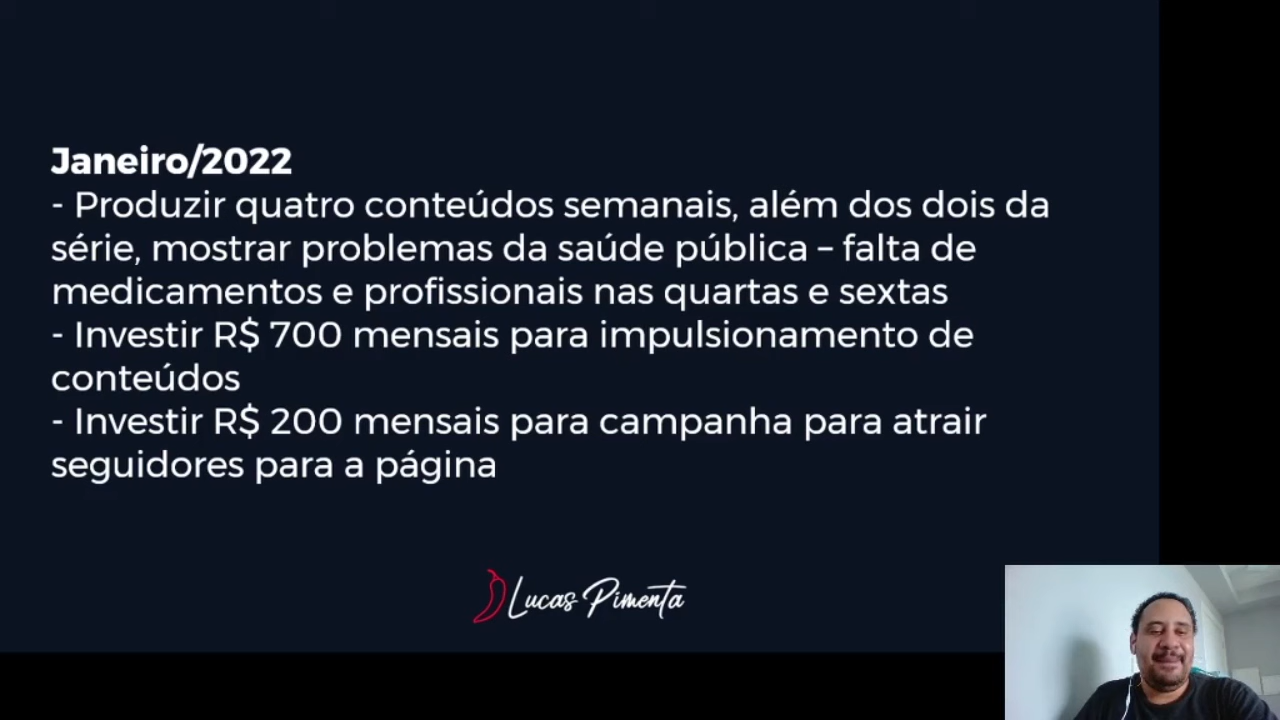 Janeiro/2022
- Produzir quatro conteúdos semanais, além dos dois da
série, mostrar problemas da saúde pública – falta de
medicamentos e profissionais nas quartas e sextas
- Investir R$ 700 mensais para impulsionamento de
conteúdos
- Investir R$ 200 mensais para campanha para atrair
seguidores para a página
Lucas Pimenta